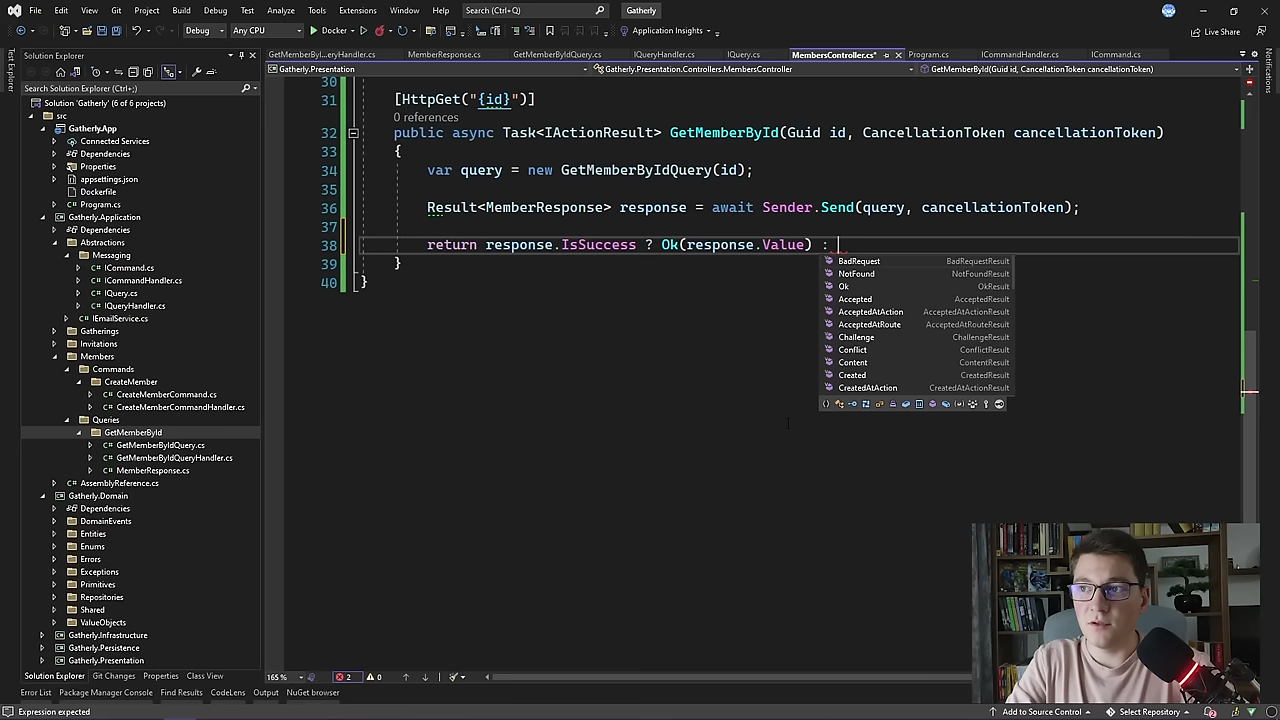 File Edit View Git Project Build Debug Test Analyze Tools Extensions Window Help Search (Ctrl+Q) Gatherly
Debug Any CPU Docker Application Insights Live Share
Test Explorer
Solution Explorer
Search Solution Explorer (Ctrl+;)
Solution 'Gatherly' (6 of 6 projects)
src
Gatherly.App
Connected Services
Dependencies
Properties
appsettings.json
Dockerfile
Program.cs
Gatherly.Application
Dependencies
Abstractions
Messaging
C# ICommand.cs
C# ICommandHandler.cs
C# IQuery.cs
C# IQueryHandler.cs
C# IEmailService.cs
Gatherings
Invitations
Members
Commands
CreateMember
C# CreateMemberCommand.cs
C# CreateMemberCommandHandler.cs
Queries
GetMemberById
C# GetMemberByIdQuery.cs
C# GetMemberByIdQueryHandler.cs
C# MemberResponse.cs
C# AssemblyReference.cs
Gatherly.Domain
Dependencies
DomainEvents
Entities
Enums
Errors
Exceptions
Primitives
Repositories
Shared
ValueObjects
Gatherly.Infrastructure
Gatherly.Persistence
Gatherly.Presentation
Solution Explorer Git Changes Properties Class View
GetMemberBy...eryHandler.cs MemberResponse.cs GetMemberByIdQuery.cs IQueryHandler.cs IQuery.cs MembersController.cs* Program.cs ICommandHandler.cs ICommand.cs
Gatherly.Presentation Gatherly.Presentation.Controllers.MembersController GetMemberById(Guid id, CancellationToken cancellationToken)
Notifications
30
31 [HttpGet("{id}")]
0 references
32 public async Task<IActionResult> GetMemberById(Guid id, CancellationToken cancellationToken)
33 {
34 var query = new GetMemberByIdQuery(id);
35
36 Result<MemberResponse> response = await Sender.Send(query, cancellationToken);
37
38 return response.IsSuccess ? Ok(response.Value) :
39 }
40 }
BadRequest BadRequestResult
NotFound NotFoundResult
Ok OkResult
Accepted AcceptedResult
AcceptedAtAction AcceptedAtActionResult
AcceptedAtRoute AcceptedAtRouteResult
Challenge ChallengeResult
Conflict ConflictResult
Content ContentResult
Created CreatedResult
CreatedAtAction CreatedAtActionResult
165 % 2 0
Error List Package Manager Console Find Results CodeLens Output NuGet browser
Expression expected Add to Source Control Select Repository